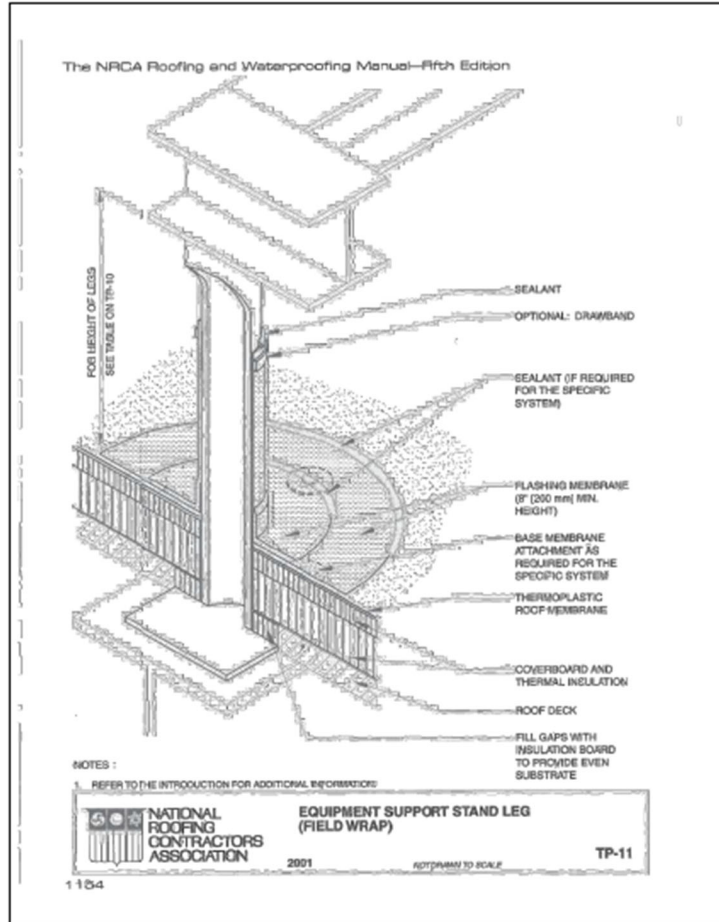 The NRCA Roofing and Waterproofing Manual—Fifth Edition
FOR HEIGHT OF LEGS
SEE TABLE ON TP-10
SEALANT
OPTIONAL: DRAWBAND
SEALANT (IF REQUIRED
FOR THE SPECIFIC
SYSTEM)
FLASHING MEMBRANE
(8" [200 mm] MIN.
HEIGHT)
BASE MEMBRANE
ATTACHMENT AS
REQUIRED FOR THE
SPECIFIC SYSTEM
THERMOPLASTIC
ROOF MEMBRANE
COVERBOARD AND
THERMAL INSULATION
ROOF DECK
FILL GAPS WITH
INSULATION BOARD
TO PROVIDE EVEN
SUBSTRATE
NOTES :
1. REFER TO THE INTRODUCTION FOR ADDITIONAL INFORMATION
NATIONAL
ROOFING
CONTRACTORS
ASSOCIATION
EQUIPMENT SUPPORT STAND LEG
(FIELD WRAP)
2001
NOT DRAWN TO SCALE
TP-11
1154